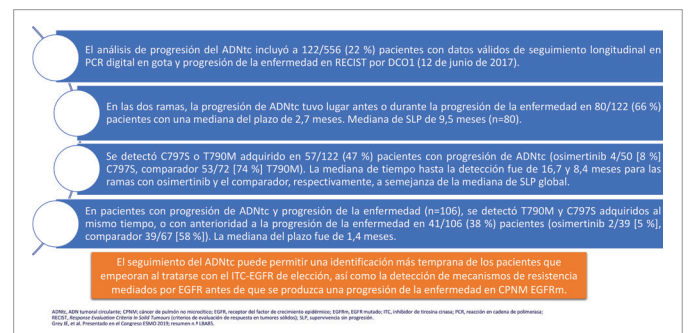 El análisis de progresión del ADNtc incluyó a 122/556 (22 %) pacientes con datos válidos de seguimiento longitudinal en
PCR digital en gota y progresión de la enfermedad en RECIST por DCO1 (12 de junio de 2017).
En las dos ramas, la progresión de ADNtc tuvo lugar antes o durante la progresión de la enfermedad en 80/122 (66 %)
pacientes con una mediana del plazo de 2,7 meses. Mediana de SLP de 9,5 meses (n=80).
Se detectó C797S o T790M adquirido en 57/122 (47 %) pacientes con progresión de ADNtc (osimertinib 4/50 [8 %]
C797S, comparador 53/72 [74 %] T790M). La mediana de tiempo hasta la detección fue de 16,7 y 8,4 meses para las
ramas con osimertinib y el comparador, respectivamente, a semejanza de la mediana de SLP global.
En pacientes con progresión de ADNtc y progresión de la enfermedad (n=106), se detectó T790M y C797S adquiridos al
mismo tiempo, o con anterioridad a la progresión de la enfermedad en 41/106 (38 %) pacientes (osimertinib 2/39 [5 %],
comparador 39/67 [58 %]). La mediana del plazo fue 1,4 meses.
El seguimiento del ADNtc puede permitir una identificación más temprana de los pacientes que
empeoran al tratarse con el ITC-EGFR de elección, así como la detección de mecanismos de resistencia
mediados por EGFR antes de que se produzca una progresión de la enfermedad en CPNM EGFRm.
ADNtc, ADN tumoral circulante; CPNM; cáncer de pulmón no microcítico; EGFR, receptor del factor de crecimiento epidérmico; EGFRm, EGFR mutado; ITC, inhibidor de tirosina cinasa; PCR, reacción en cadena de polimerasa;
RECIST, Response Evaluation Criteria In Solid Tumours (criterios de evaluación de respuesta en tumores sólidos); SLP, supervivencia sin progresión.
Grey JE, et al. Presentado en el Congreso ESMO 2019; resumen n.º LBA85.